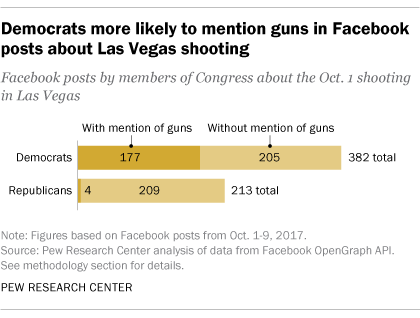 Democrats more likely to mention guns in Facebook
posts about Las Vegas shooting
Facebook posts by members of Congress about the Oct. 1 shooting
in Las Vegas
With mention of guns Without mention of guns
Democrats 177 205 382 total
Republicans 4 209 213 total
Note: Figures based on Facebook posts from Oct. 1-9, 2017.
Source: Pew Research Center analysis of data from Facebook OpenGraph API.
See methodology section for details.
PEW RESEARCH CENTER